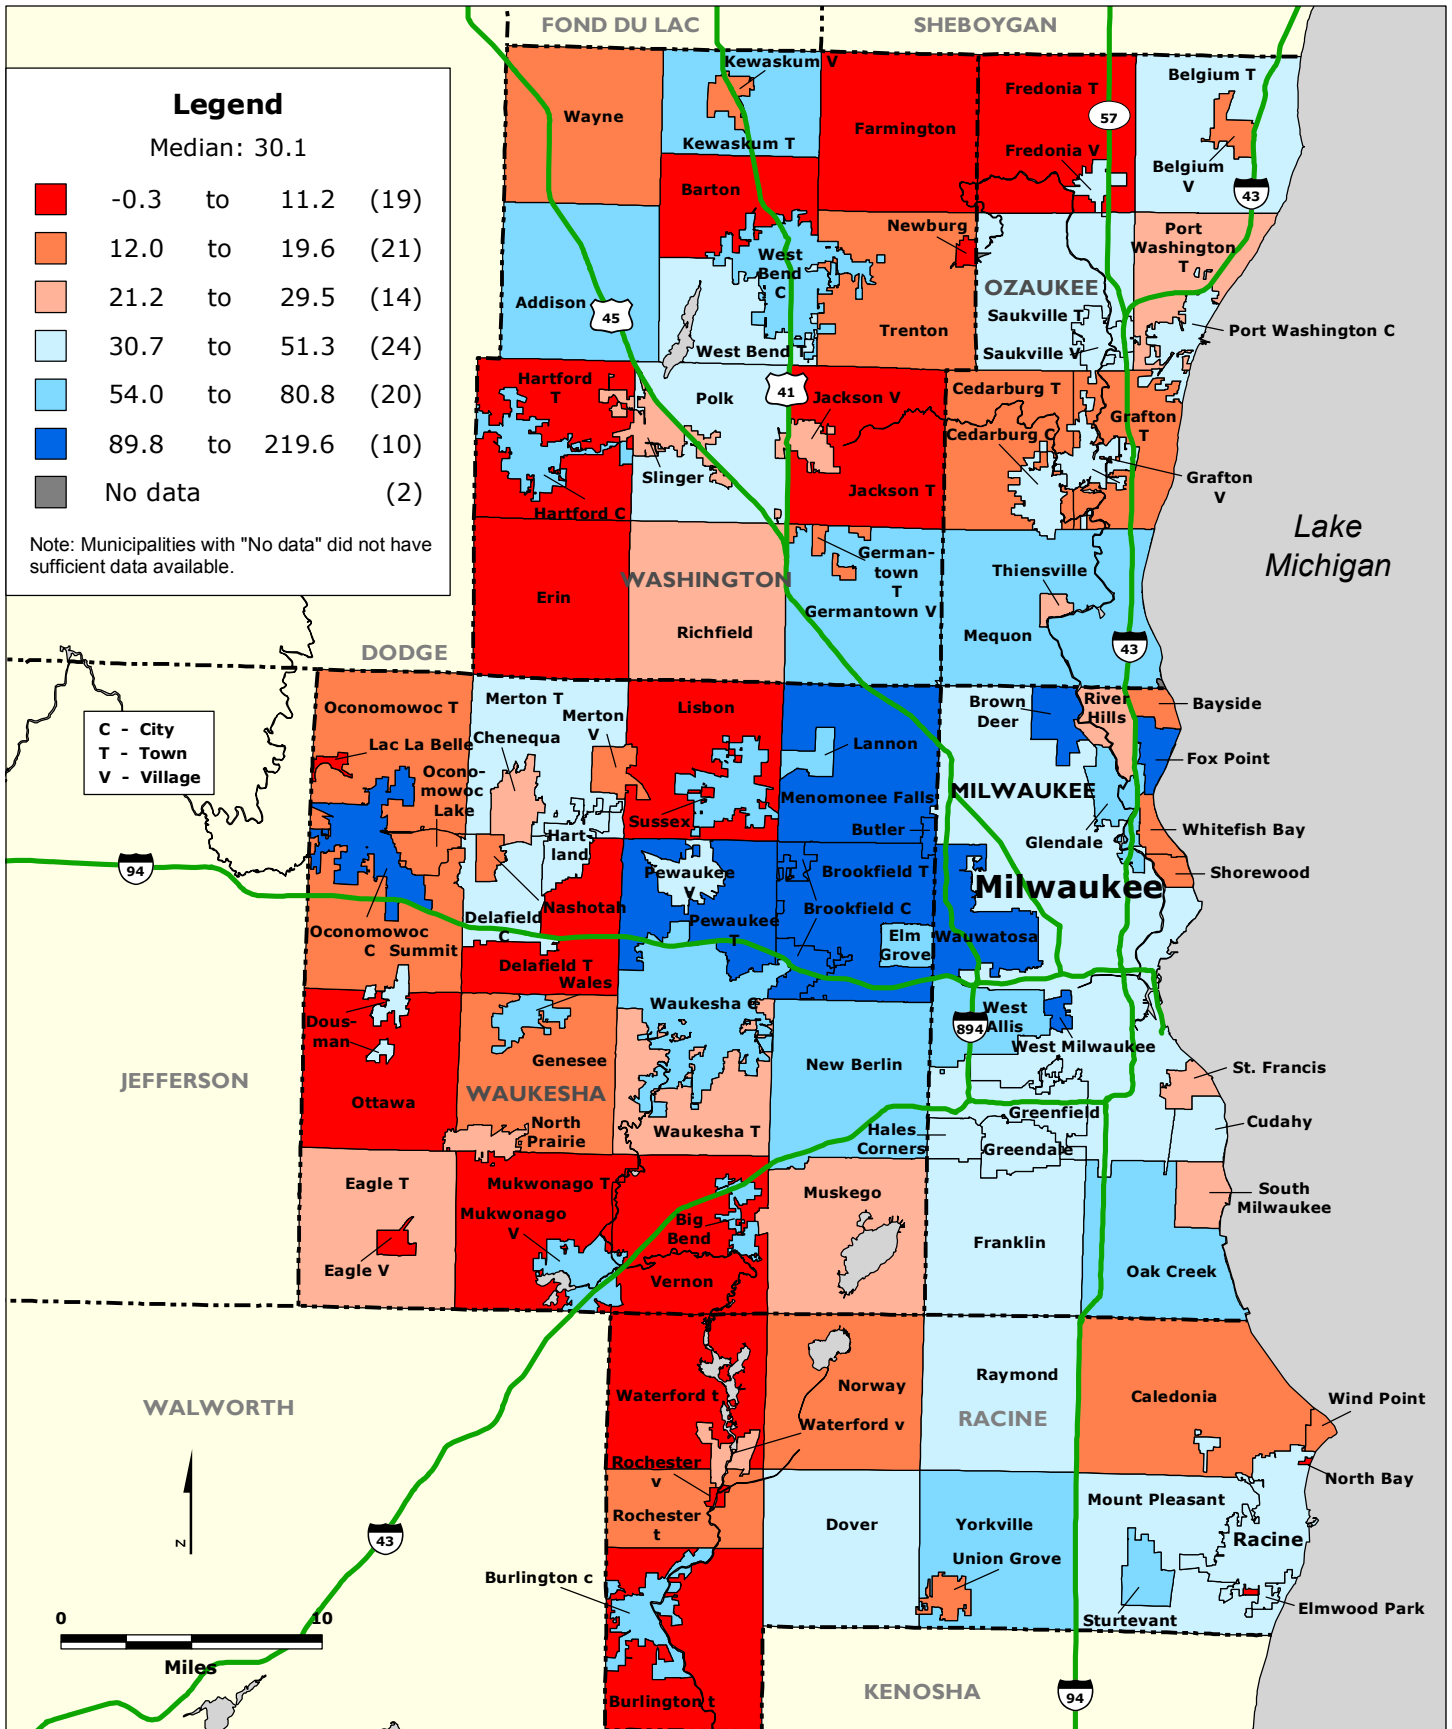 FOND DU LAC
SHEBOYGAN
Legend
Median: 30.1
-0.3 to 11.2 (19)
12.0 to 19.6 (21)
21.2 to 29.5 (14)
30.7 to 51.3 (24)
54.0 to 80.8 (20)
89.8 to 219.6 (10)
No data (2)
Note: Municipalities with "No data" did not have
sufficient data available.
Kewaskum V
Wayne
Kewaskum T
Farmington
Fredonia T
57
Fredonia V
Belgium T
Belgium
V
43
Barton
Newburg
Port
Washington
T
West
Bend
C
Addison
45
OZAUKEE
Saukville T
Trenton
Saukville V
Port Washington C
West Bend T
Hartford
T
Polk
41
Jackson V
Cedarburg T
Grafton
T
Cedarburg C
Slinger
Jackson T
Grafton
V
Hartford C
Lake
Michigan
German-
town
T
Germantown V
Thiensville
WASHINGTON
Erin
Richfield
Mequon
43
DODGE
C - City
T - Town
V - Village
Oconomowoc T
Merton T
Merton
V
Lisbon
Brown
Deer
River
Hills
Bayside
Lac La Belle
Chenequa
Lannon
Fox Point
Ocono-
mowoc
Lake
Menomonee Falls
MILWAUKEE
Sussex
Butler
Glendale
Whitefish Bay
Hart-
land
94
Pewaukee
V
Brookfield T
Milwaukee
Shorewood
Nashotah
Brookfield C
Delafield
C
Pewaukee
T
Elm
Grove
Wauwatosa
Oconomowoc
C
Summit
Delafield T
Wales
Waukesha C
Dous-
man
West
Allis
894
West Milwaukee
Genesee
New Berlin
St. Francis
JEFFERSON
WAUKESHA
Ottawa
Greenfield
North
Prairie
Waukesha T
Hales
Corners
Greendale
Cudahy
Eagle T
Mukwonago T
Muskego
South
Milwaukee
Mukwonago
V
Big
Bend
Franklin
Eagle V
Vernon
Oak Creek
Waterford t
Norway
Raymond
Caledonia
Wind Point
WALWORTH
RACINE
Waterford v
Rochester
v
North Bay
Rochester
t
Mount Pleasant
Dover
Yorkville
Racine
N
43
Union Grove
Burlington c
Elmwood Park
Sturtevant
0 10
Miles
KENOSHA
94
Burlington t